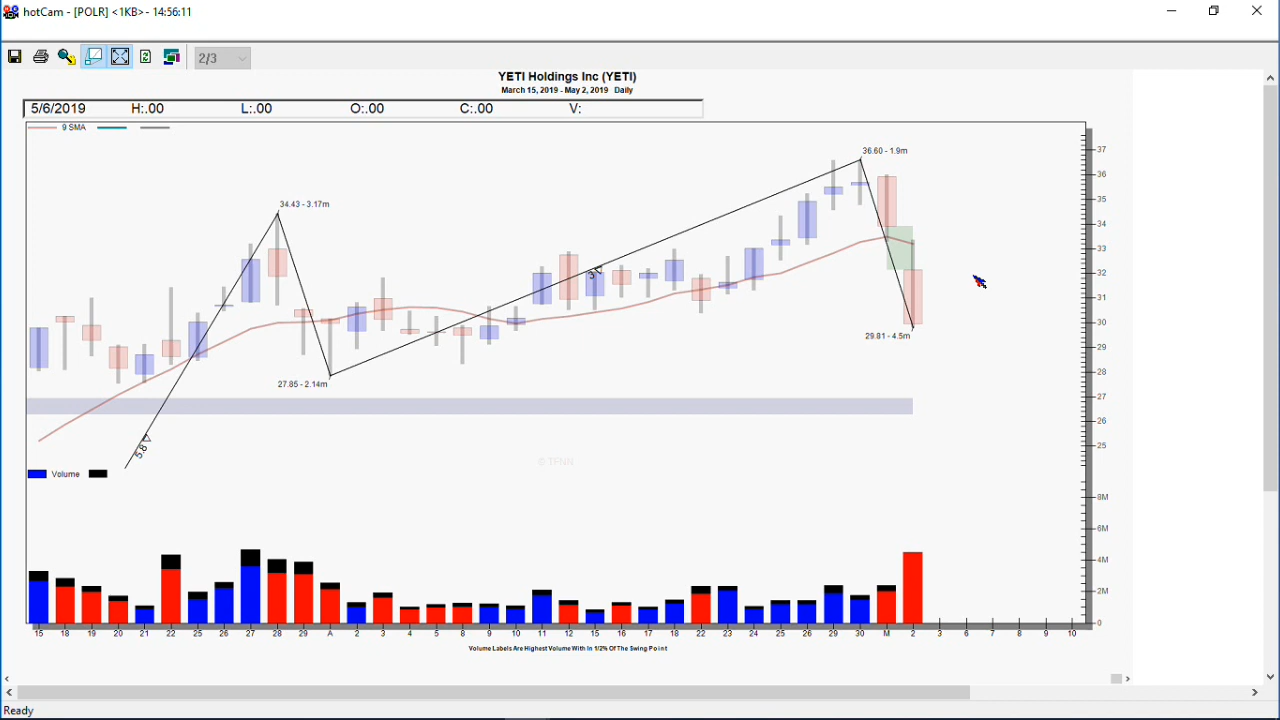 hotCam - [POLR] <1KB> - 14:56:11
2/3
YETI Holdings Inc (YETI)
March 15, 2019 - May 2, 2019 Daily
5/6/2019 H:.00 L:.00 O:.00 C:.00 V:
9 SMA
36.60 - 1.9m
34.43 - 3.17m
29.81 - 4.5m
27.85 - 2.14m
5.8
37
36
35
34
33
32
31
30
29
28
27
26
25
© TFNN
Volume
8M
6M
4M
2M
0
15 18 19 20 21 22 25 26 27 28 29 A 2 3 4 5 8 9 10 11 12 15 16 17 18 22 23 24 25 26 29 30 M 2 3 6 7 8 9 10
Volume Labels Are Highest Volume With In 1/2% Of The Swing Point
Ready